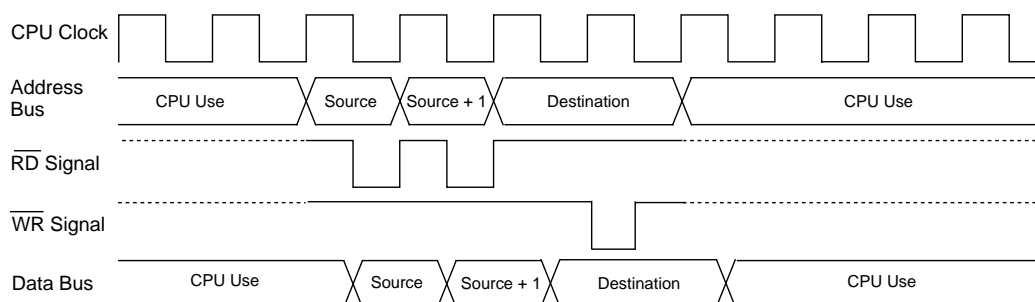 CPU Clock
Address
Bus
CPU Use Source Source + 1 Destination CPU Use
RD Signal
WR Signal
Data Bus CPU Use Source Source + 1 Destination CPU Use